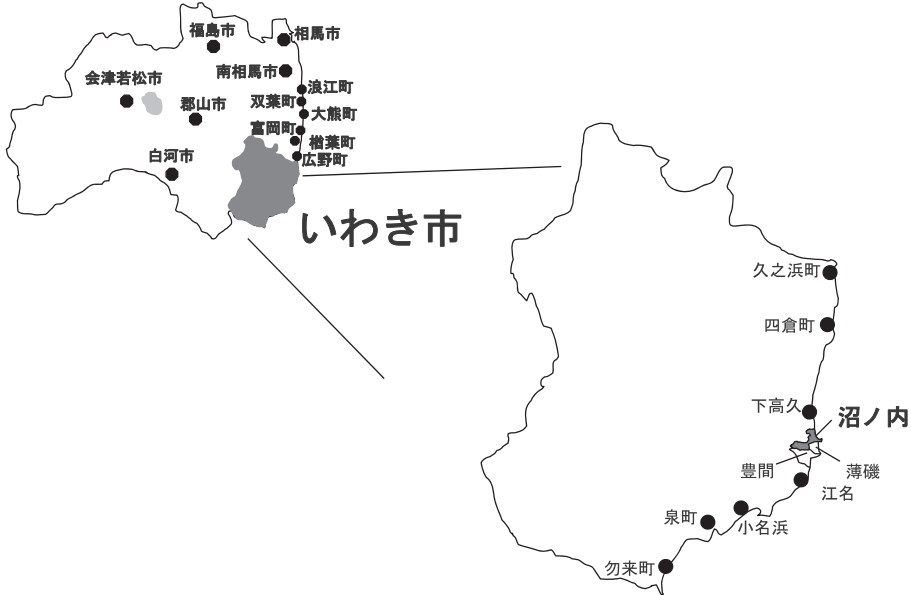 福島市
相馬市
南相馬市
会津若松市
浪江町
双葉町
郡山市
大熊町
富岡町
楢葉町
白河市
広野町
いわき市
久之浜町
四倉町
下高久
沼ノ内
豊間
薄磯
江名
泉町
小名浜
勿来町